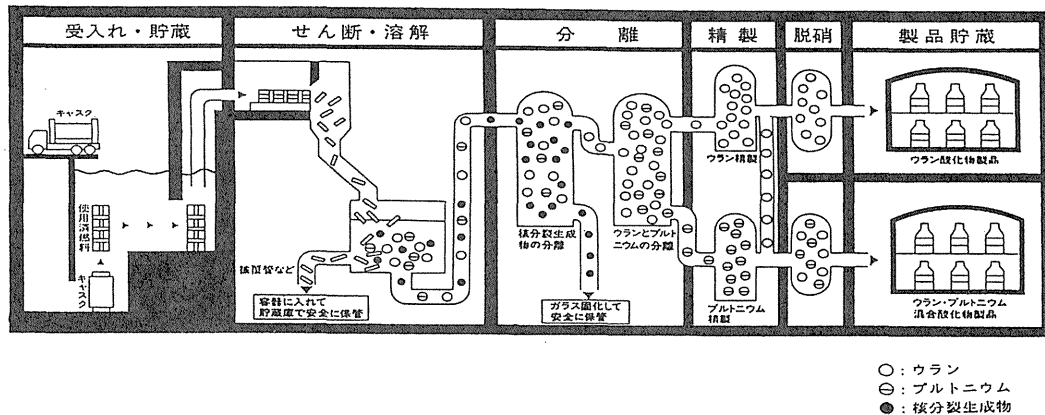 受入れ・貯蔵
せん断・溶解
分離
精製
脱硝
製品貯蔵
キャスク
使用済燃料
キャスク
被覆管など
容器に入れて
貯蔵庫で安全に保管
核分裂生成
物の分離
ウランとプルト
ニウムの分離
ガラス固化して
安全に保管
ウラン精製
プルトニウム
精製
ウラン酸化物製品
ウラン・プルトニウム
混合酸化物製品
○：ウラン
⊖：プルトニウム
●：核分裂生成物